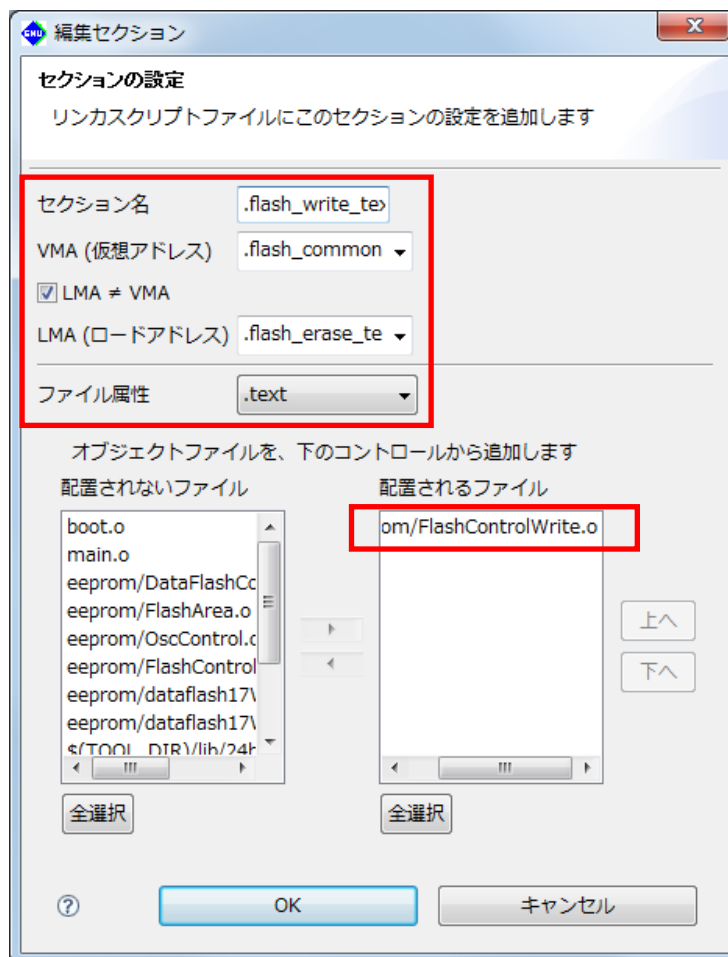 GNU 編集セクション
セクションの設定
リンカスクリプトファイルにこのセクションの設定を追加します
セクション名 .flash_write_tex
VMA (仮想アドレス) .flash_common
LMA ≠ VMA
LMA (ロードアドレス) .flash_erase_te
ファイル属性 .text
オブジェクトファイルを、下のコントロールから追加します
配置されないファイル 配置されるファイル
boot.o om/FlashControlWrite.o
main.o
eeprom/DataFlashCo
eeprom/FlashArea.o
eeprom/OscControl.o
eeprom/FlashControl
eeprom/dataflash17W
eeprom/dataflash17W
$(TOOL_DIR)/lib/24b
上へ
下へ
全選択 全選択
? OK キャンセル